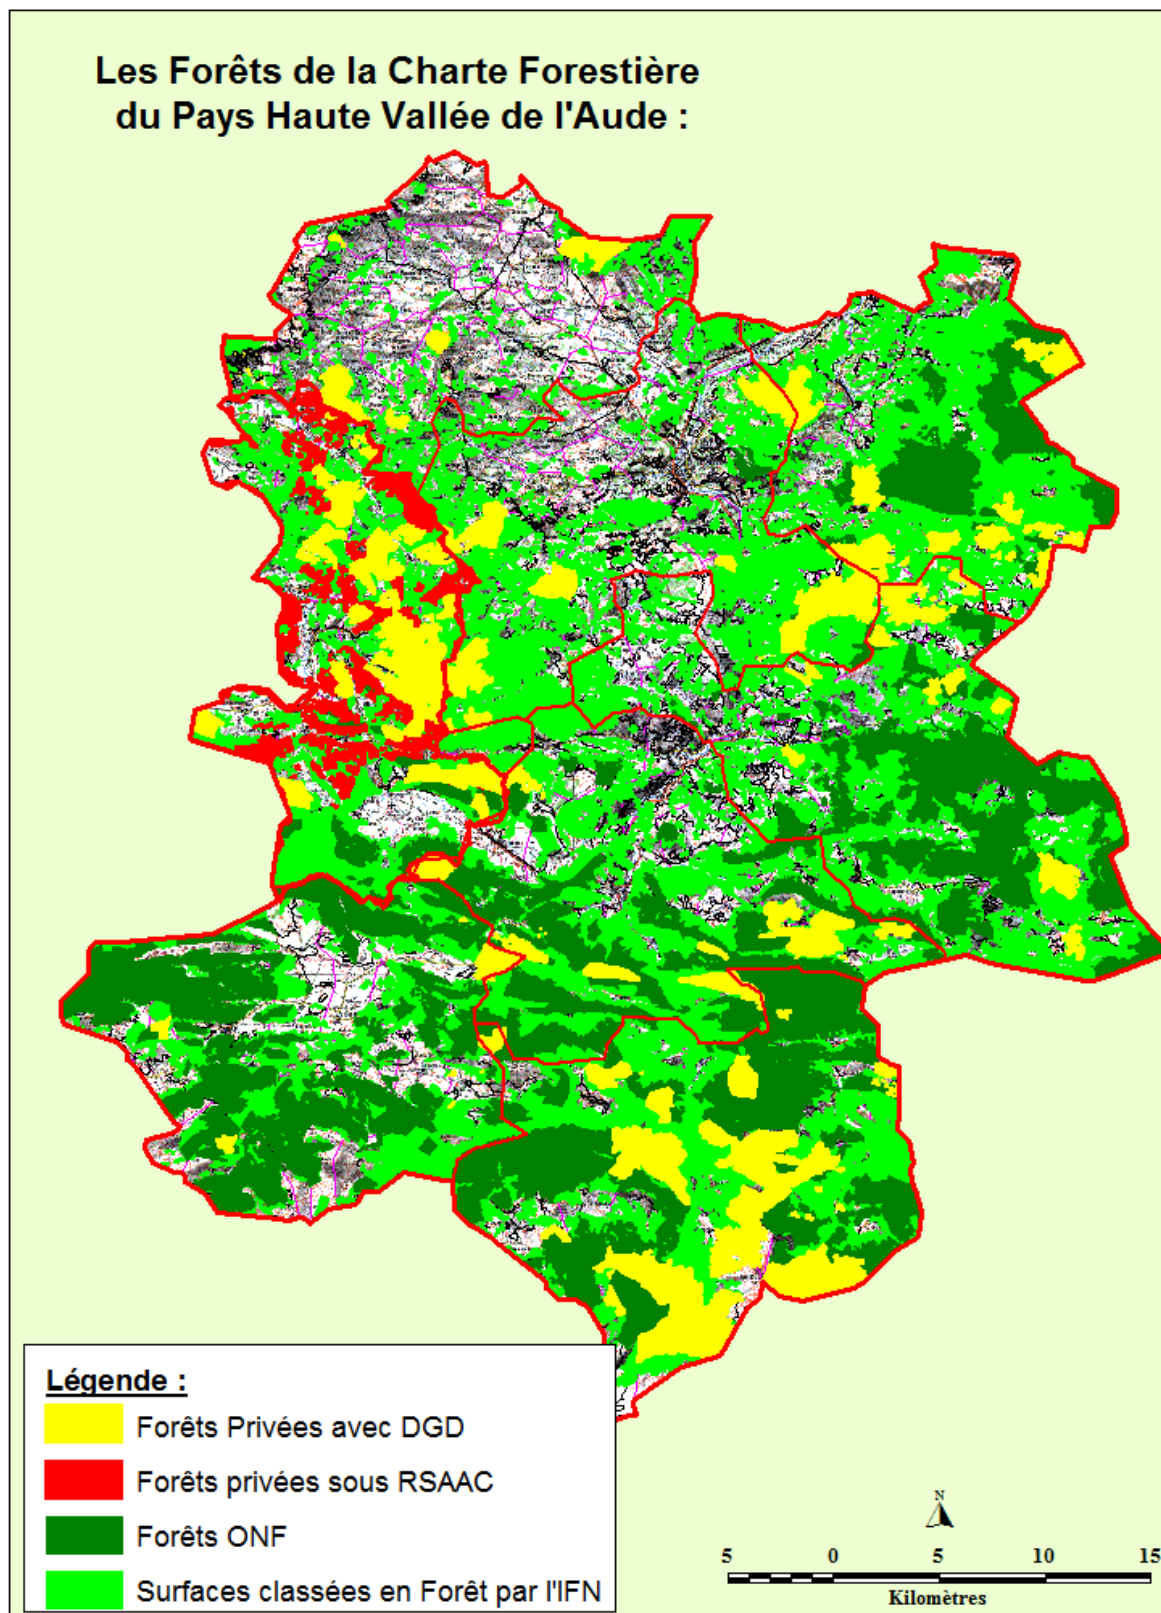 Les Forêts de la Charte Forestière
du Pays Haute Vallée de l'Aude :
Légende :
Forêts Privées avec DGD
Forêts privées sous RSAAC
Forêts ONF
Surfaces classées en Forêt par l'IFN
N
5 0 5 10 15
Kilomètres